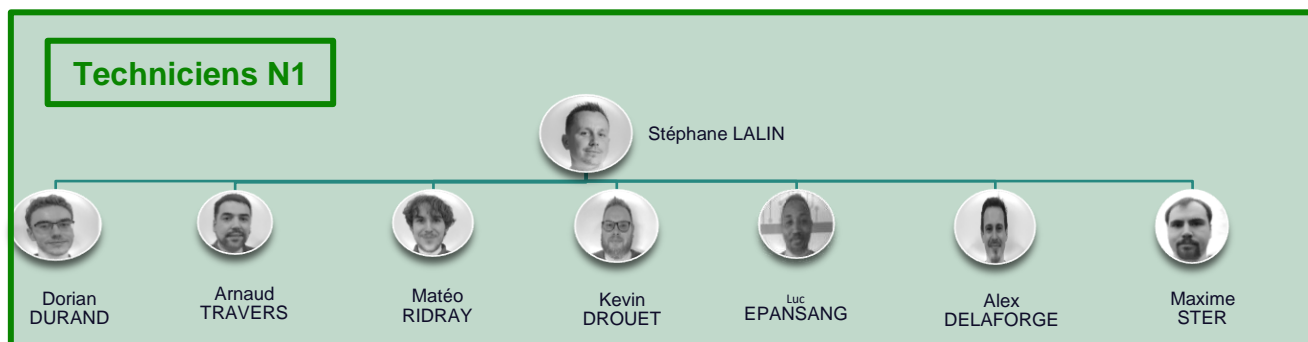 Techniciens N1
Stéphane LALIN
Dorian
DURAND
Arnaud
TRAVERS
Matéo
RIDRAY
Kevin
DROUET
Luc
EPANSANG
Alex
DELAFORGE
Maxime
STER